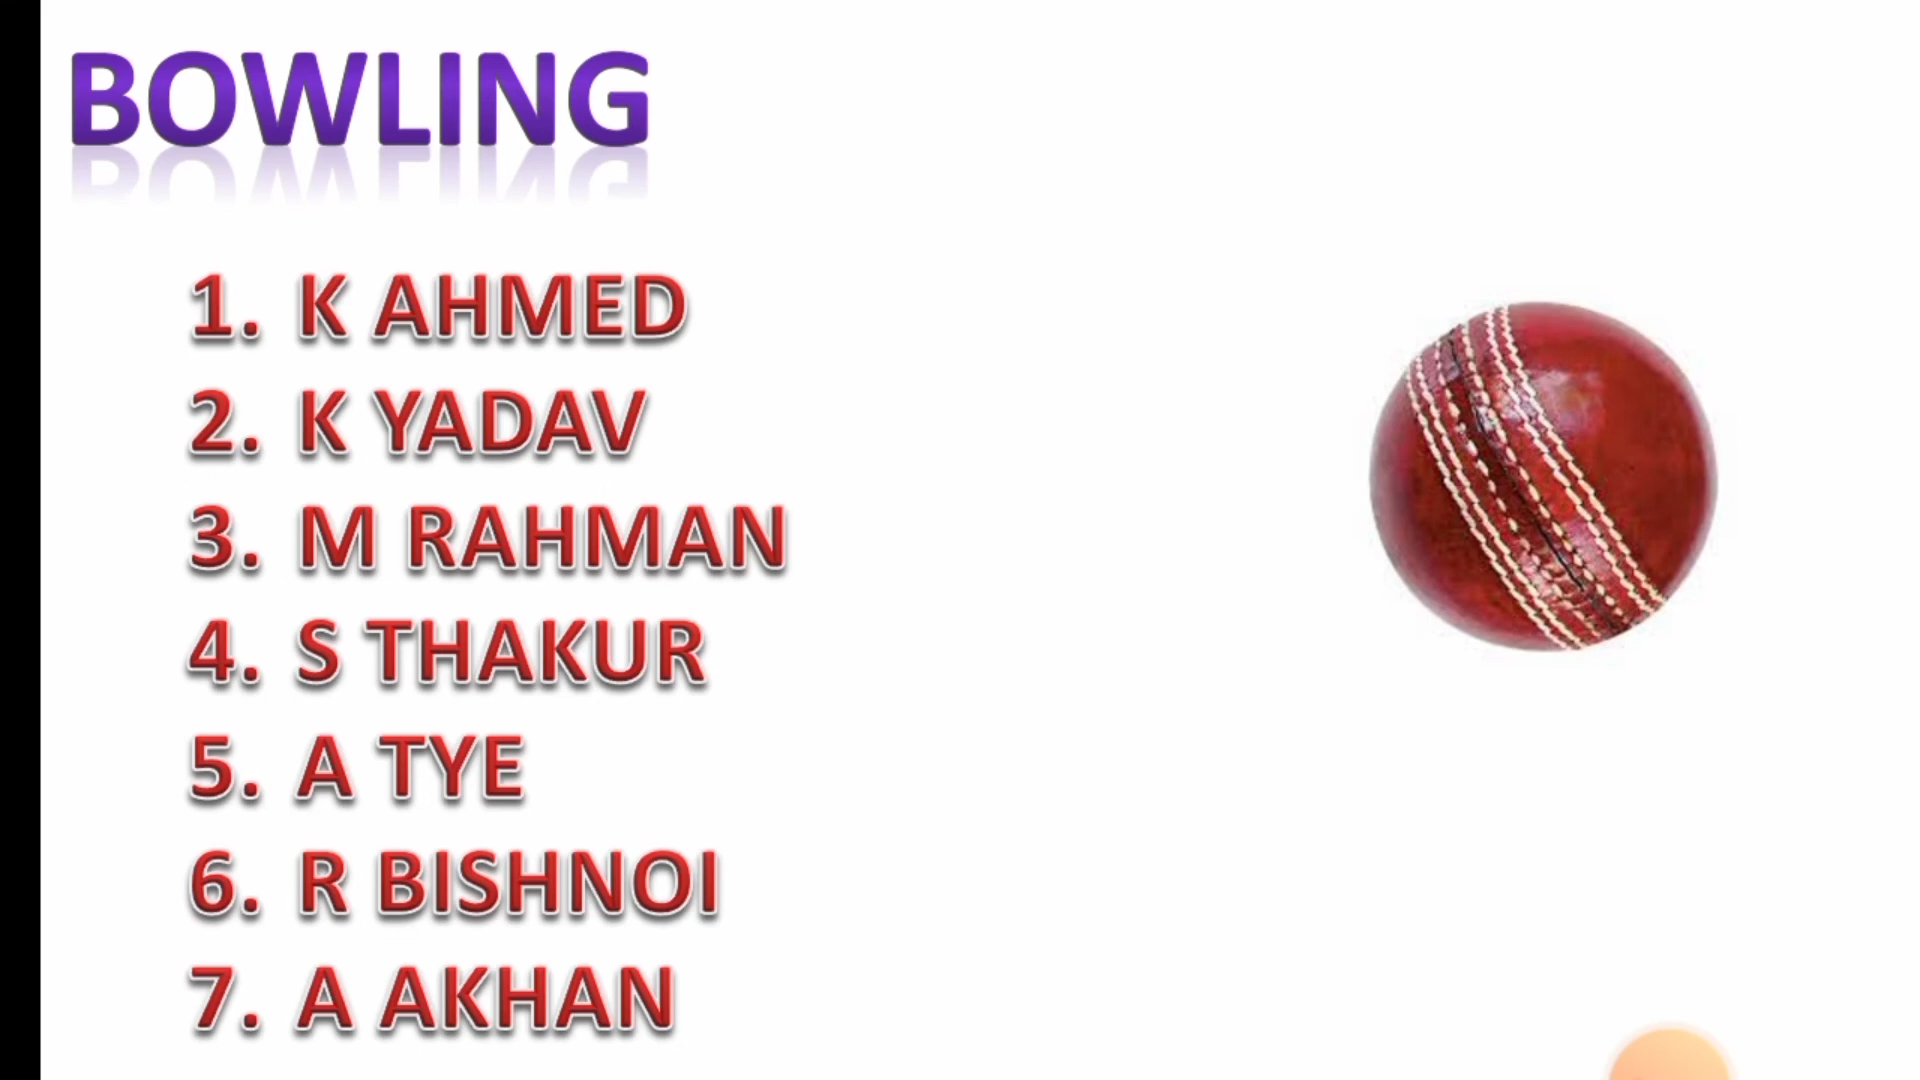 BOWLING
1. K AHMED
2. K YADAV
3. M RAHMAN
4. S THAKUR
5. A TYE
6. R BISHNOI
7. A AKHAN